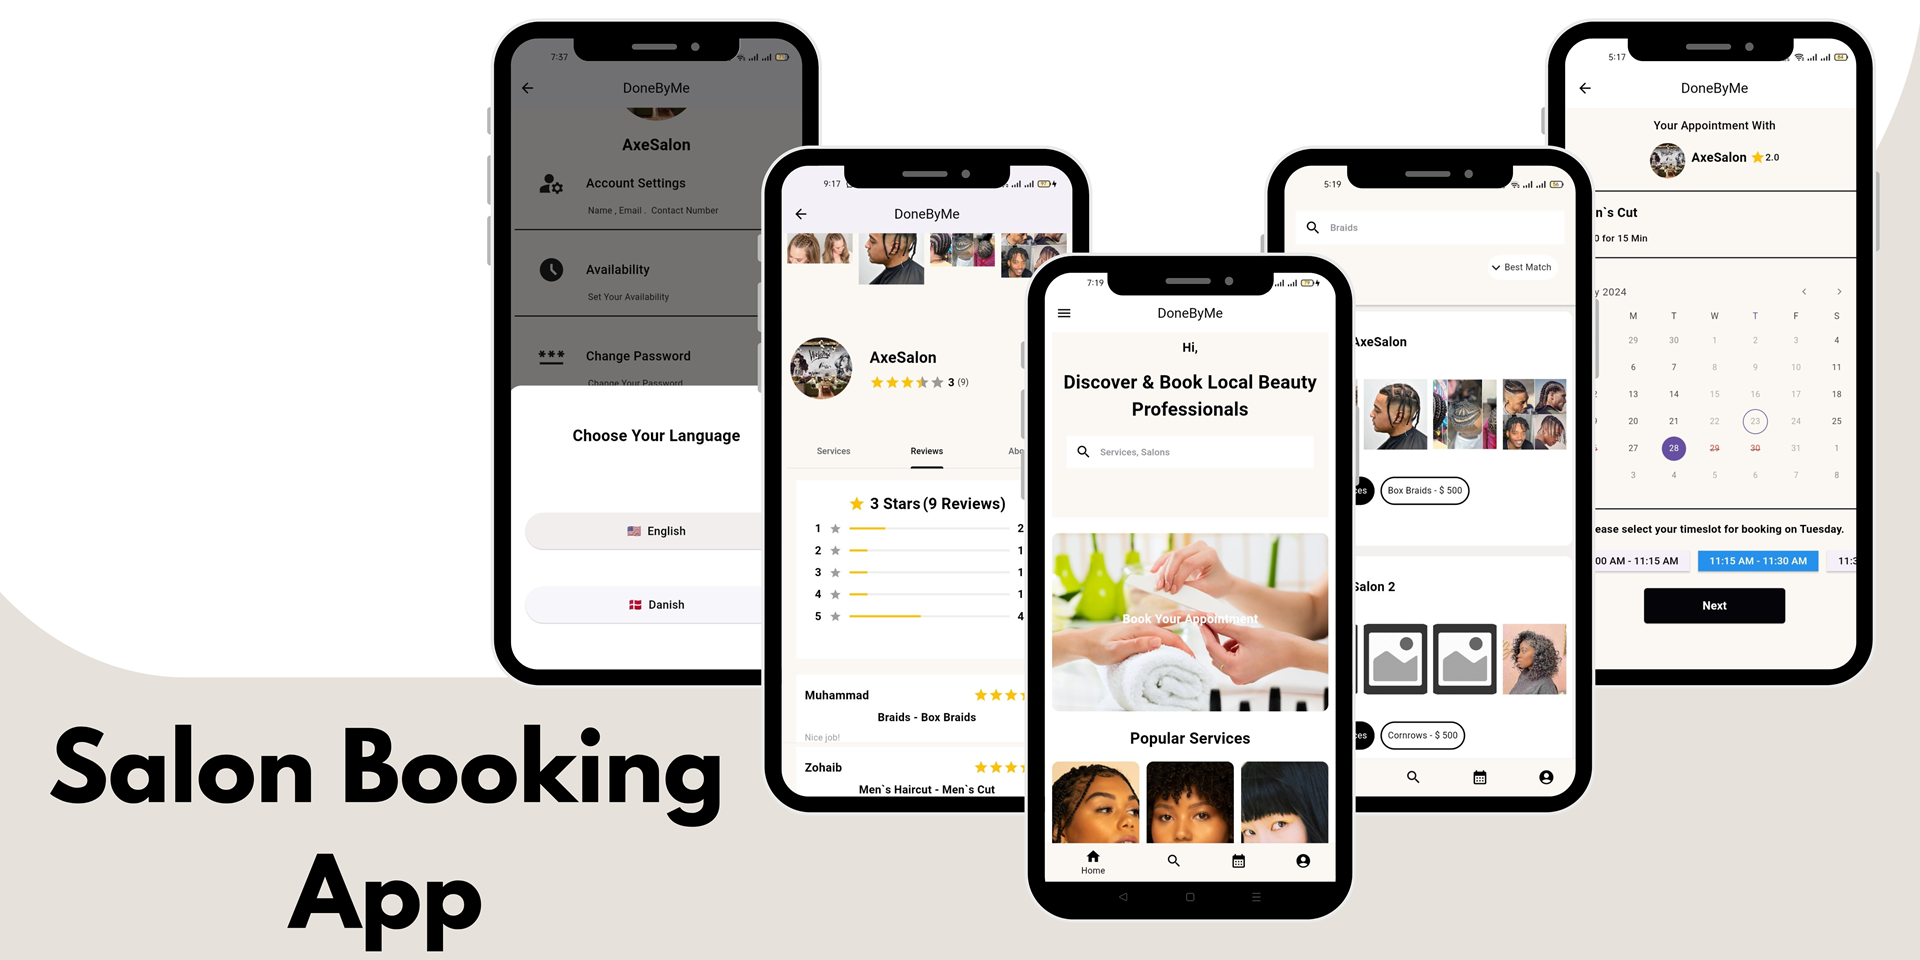 7:37
DoneByMe
AxeSalon
Account Settings
Name , Email . Contact Number
Availability
Set Your Availability
Change Password
Change Your Password
Choose Your Language
English
Danish
9:17
97
DoneByMe
AxeSalon
3 (9)
Services Reviews Abo
3 Stars (9 Reviews)
1 2
2 1
3 1
4 1
5 4
Muhammad
Braids - Box Braids
Nice job!
Zohaib
Men`s Haircut - Men`s Cut
7:19
79
DoneByMe
Hi,
Discover & Book Local Beauty
Professionals
Services, Salons
Book Your Appointment
Popular Services
Home
5:19
Braids
Best Match
AxeSalon
ces Box Braids - $ 500
Salon 2
ces Cornrows - $ 500
5:17
64
DoneByMe
Your Appointment With
AxeSalon 2.0
n`s Cut
0 for 15 Min
y 2024
M T W T F S
29 30 1 2 3 4
6 7 8 9 10 11
13 14 15 16 17 18
20 21 22 23 24 25
27 28 29 30 31 1
3 4 5 6 7 8
ease select your timeslot for booking on Tuesday.
00 AM - 11:15 AM 11:15 AM - 11:30 AM 11:3
Next
Salon Booking
App